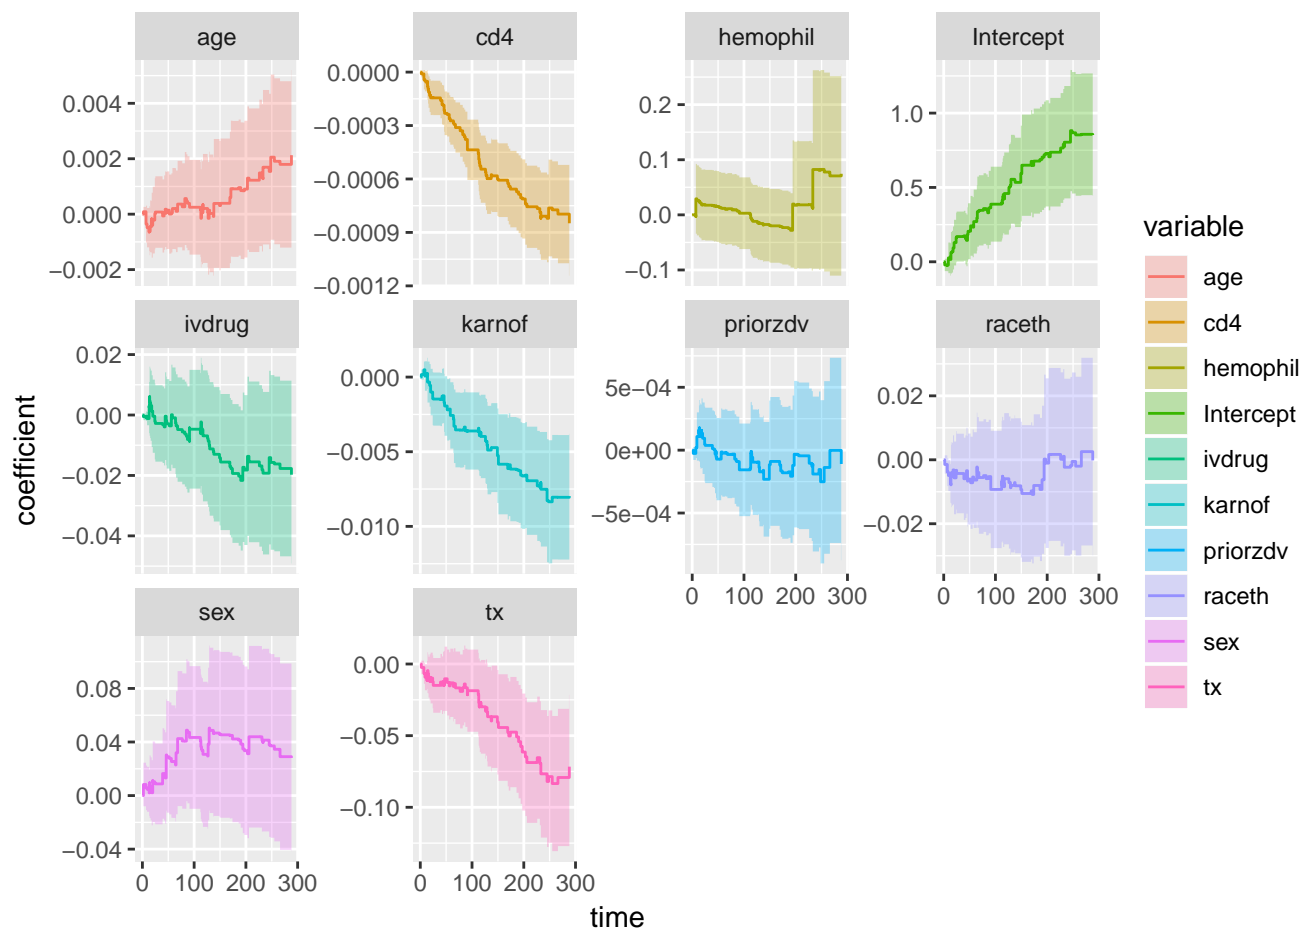 age
cd4
hemophil
Intercept
0.004
0.002
0.000
−0.002
0.0000
−0.0003
−0.0006
−0.0009
−0.0012
0.2
0.1
0.0
−0.1
1.0
0.5
0.0
ivdrug
karnof
priorzdv
raceth
0.02
0.00
−0.02
−0.04
0.000
−0.005
−0.010
5e−04
0e+00
−5e−04
0.02
0.00
−0.02
0 100 200 300
0 100 200 300
sex
tx
0.08
0.04
0.00
−0.04
0.00
−0.05
−0.10
0 100 200 300
0 100 200 300
time
coefficient
variable
age
cd4
hemophil
Intercept
ivdrug
karnof
priorzdv
raceth
sex
tx